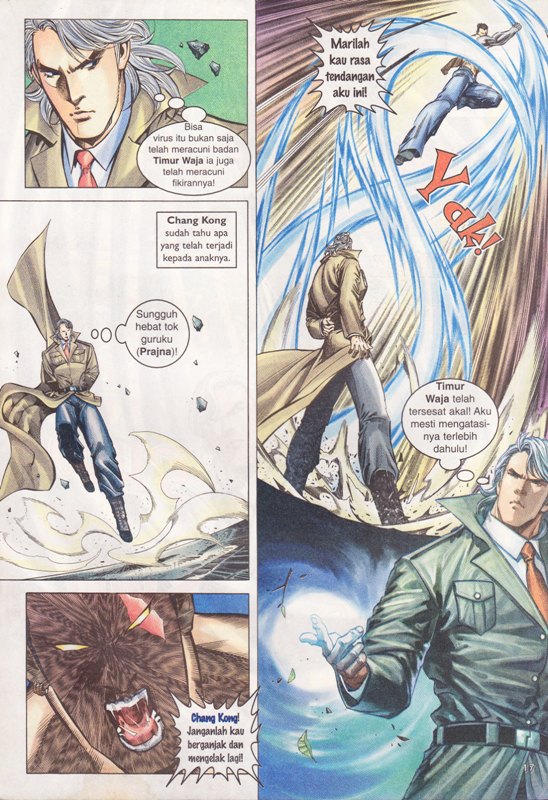 Bisa
virus itu bukan saja
telah meracuni badan
Timur Waja ia juga
telah meracuni
fikirannya!
Chang Kong
sudah tahu apa
yang telah terjadi
kepada anaknya.
Sungguh
hebat tok
guruku
(Prajna)!
Chang Kong!
Janganlah kau
berganjak dan
mengelak lagi!
Marilah
kau rasa
tendangan
aku ini!
Yak!
Timur
Waja telah
tersesat akal! Aku
mesti mengatasi-
nya terlebih
dahulu!
17